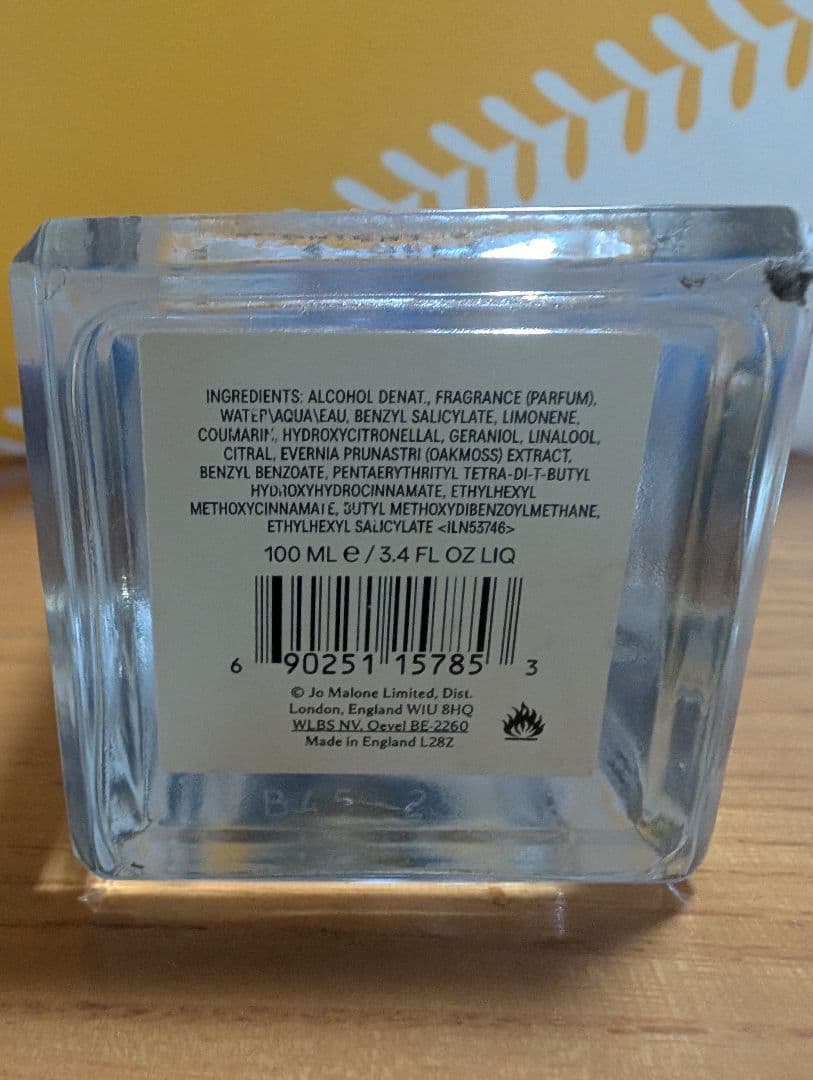 INGREDIENTS: ALCOHOL DENAT., FRAGRANCE (PARFUM),
WATER\AQUA\EAU, BENZYL SALICYLATE, LIMONENE,
COUMARIN, HYDROXYCITRONELLAL, GERANIOL, LINALOOL,
CITRAL, EVERNIA PRUNASTRI (OAKMOSS) EXTRACT,
BENZYL BENZOATE, PENTAERYTHRITYL TETRA-DI-T-BUTYL
HYDROXYHYDROCINNAMATE, ETHYLHEXYL
METHOXYCINNAMATE, BUTYL METHOXYDIBENZOYLMETHANE,
ETHYLHEXYL SALICYLATE <ILN53746>
100 ML e / 3.4 FL OZ LIQ
6 90251 15785 3
© Jo Malone Limited, Dist.
London, England W1U 8HQ
WLBS NV. Oevel BE-2260
Made in England L28Z